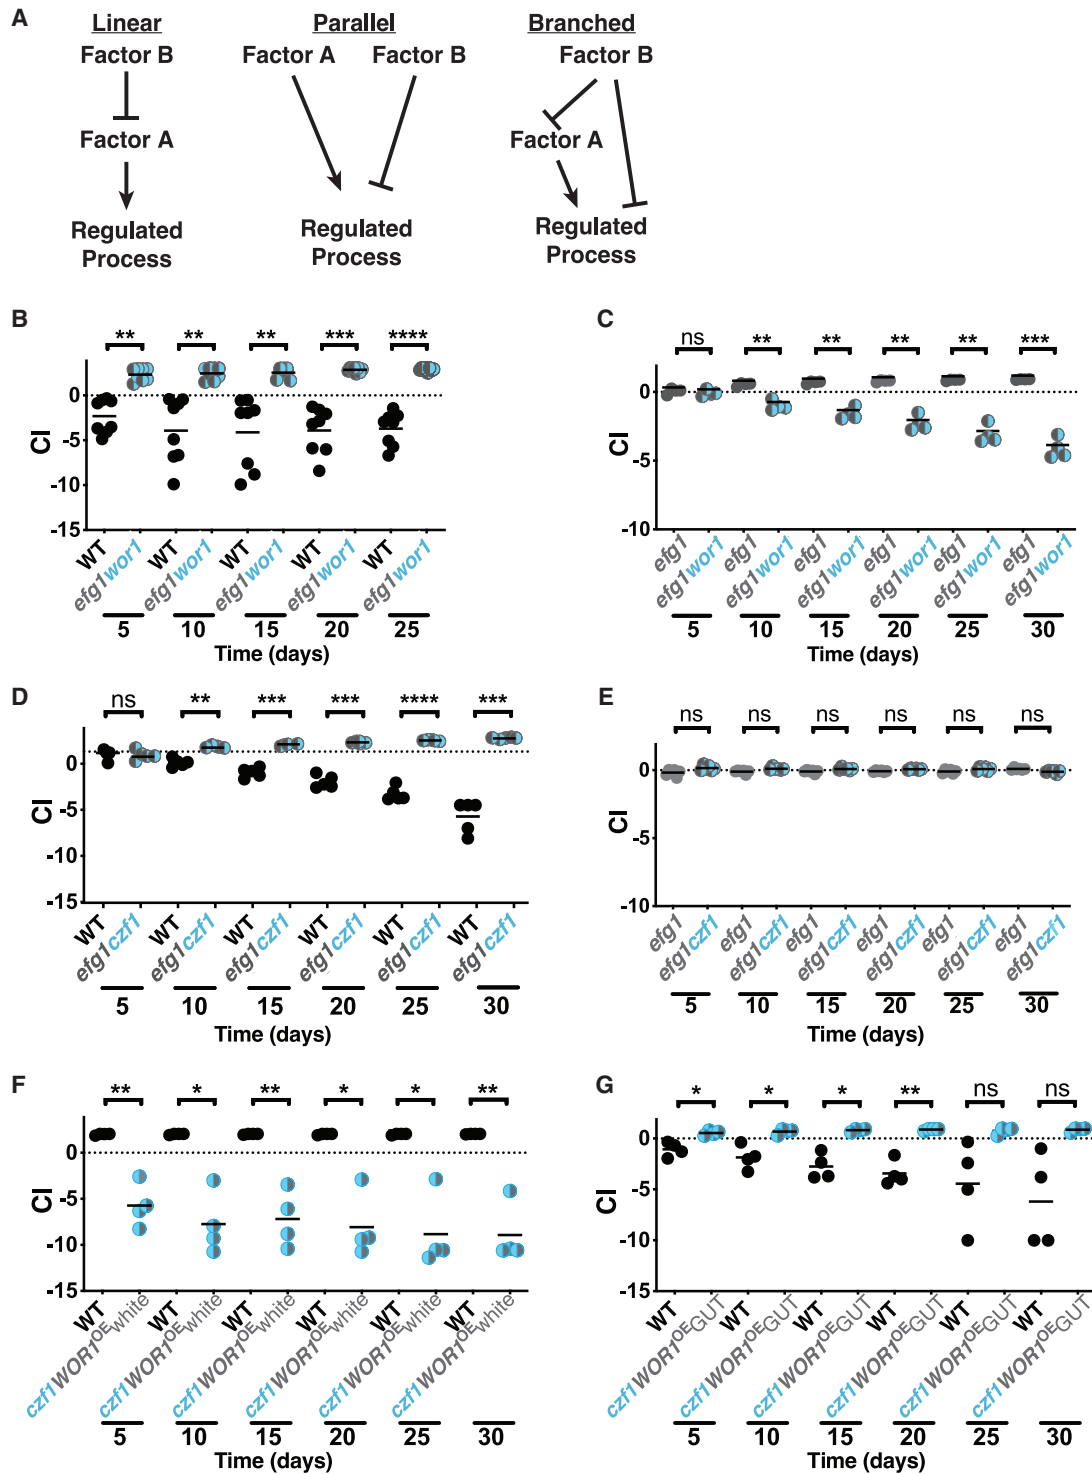 A
Linear
Factor B
Factor A
Regulated
Process
Parallel
Factor A
Factor B
Regulated
Process
Branched
Factor B
Factor A
Regulated
Process
B
** ** ** *** ****
CI
0
-5
-10
-15
WT efg1wor1 WT efg1wor1 WT efg1wor1 WT efg1wor1 WT efg1wor1
5 10 15 20 25
Time (days)
C
ns ** ** ** ** ***
CI
5
0
-5
-10
efg1 efg1wor1 efg1 efg1wor1 efg1 efg1wor1 efg1 efg1wor1 efg1 efg1wor1 efg1 efg1wor1
5 10 15 20 25 30
Time (days)
D
ns ** *** *** **** ***
CI
5
0
-5
-10
-15
WT efg1czf1 WT efg1czf1 WT efg1czf1 WT efg1czf1 WT efg1czf1 WT efg1czf1
5 10 15 20 25 30
Time (days)
E
ns ns ns ns ns ns
CI
5
0
-5
-10
efg1 efg1czf1 efg1 efg1czf1 efg1 efg1czf1 efg1 efg1czf1 efg1 efg1czf1 efg1 efg1czf1
5 10 15 20 25 30
Time (days)
F
** * ** * * **
CI
5
0
-5
-10
-15
WT czf1WOR1OEwhite WT czf1WOR1OEwhite WT czf1WOR1OEwhite WT czf1WOR1OEwhite WT czf1WOR1OEwhite WT czf1WOR1OEwhite
5 10 15 20 25 30
Time (days)
G
* * * ** ns ns
CI
5
0
-5
-10
-15
WT czf1WOR1OEGUT WT czf1WOR1OEGUT WT czf1WOR1OEGUT WT czf1WOR1OEGUT WT czf1WOR1OEGUT WT czf1WOR1OEGUT
5 10 15 20 25 30
Time (days)